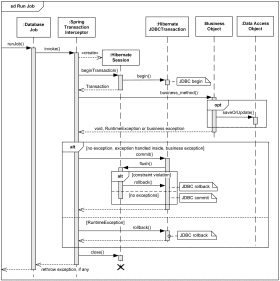 sd Run Job
:Database
Job
:Spring
Transaction
Interceptor
:Hibernate
JDBCTransaction
:Business
Object
:Data Access
Object
runJob()
invoke()
«create»
:Hibernate
Session
beginTransaction()
begin()
JDBC begin
Transaction
business_method()
opt
saveOrUpdate()
void, RuntimeException or business exception
alt
[no exception, exception handled inside, business exception]
commit()
flush()
alt
[constraint violation]
rollback()
JDBC rollback
[no exceptions]
JDBC commit
[RuntimeException]
rollback()
JDBC rollback
close()
rethrow exception, if any